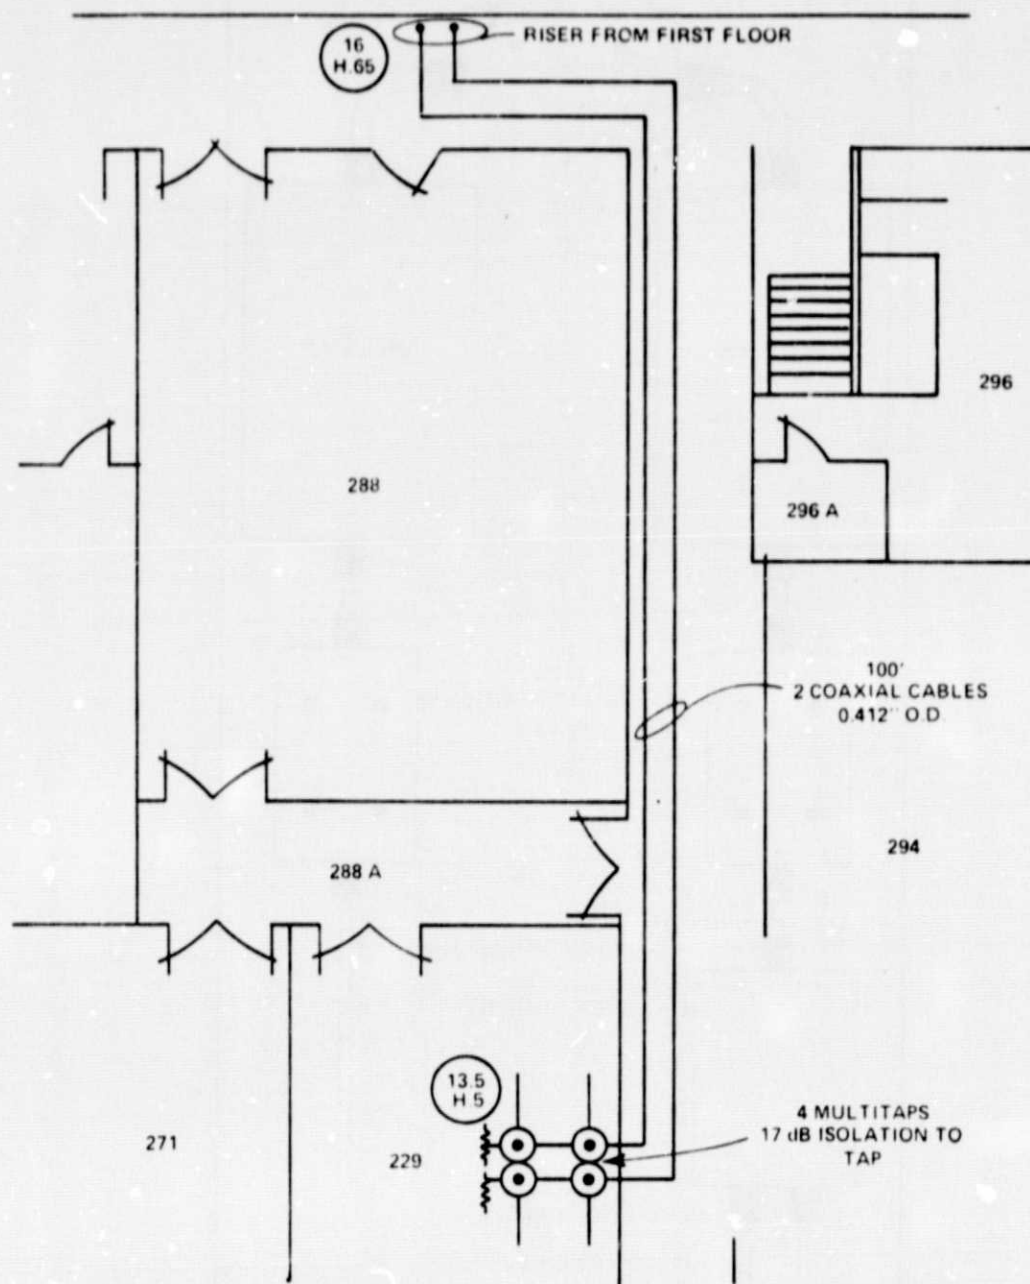 16
H.65
RISER FROM FIRST FLOOR
296
288
296 A
100'
2 COAXIAL CABLES
0.412" O.D.
294
288 A
13.5
H.5
4 MULTITAPS
17 dB ISOLATION TO
TAP
271
229